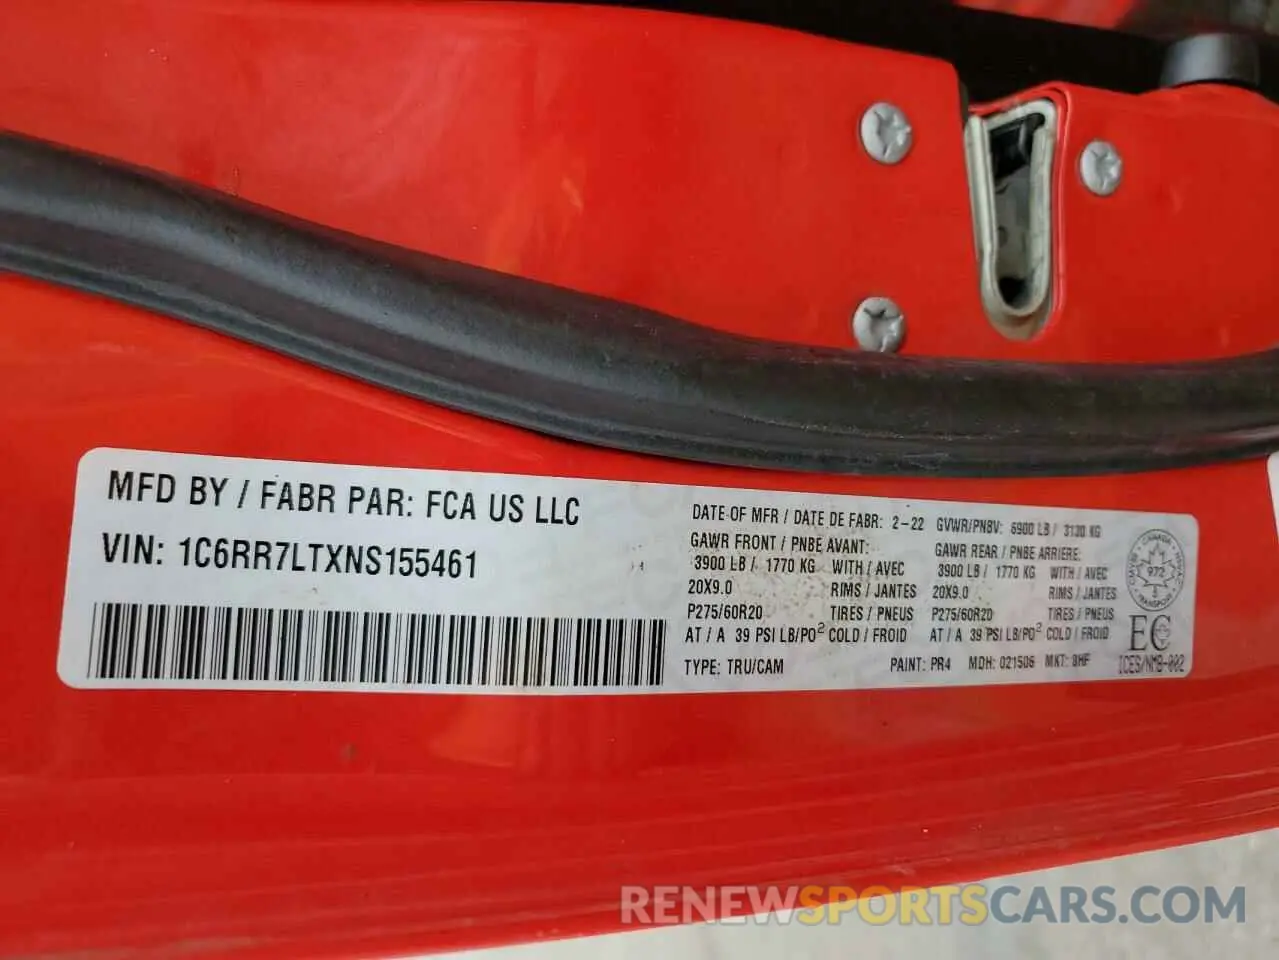 MFD BY / FABR PAR: FCA US LLC
VIN: 1C6RR7LTXNS155461
DATE OF MFR / DATE DE FABR: 2-22 GVWR/PNBV: 6900 LB / 3130 KG
GAWR FRONT / PNBE AVANT: GAWR REAR / PNBE ARRIERE:
3900 LB / 1770 KG WITH / AVEC 3900 LB / 1770 KG WITH / AVEC
20X9.0 RIMS / JANTES 20X9.0 RIMS / JANTES
P275/60R20 TIRES / PNEUS P275/60R20 TIRES / PNEUS
AT / A 39 PSI LB/PO² COLD / FROID AT / A 39 PSI LB/PO² COLD / FROID
TYPE: TRU/CAM PAINT: PR4 MDH: 021506 MKT:
CANADA
972
TRANSPORT
EC
ICES/NMB-002
RENEWSPORTSCARS.COM